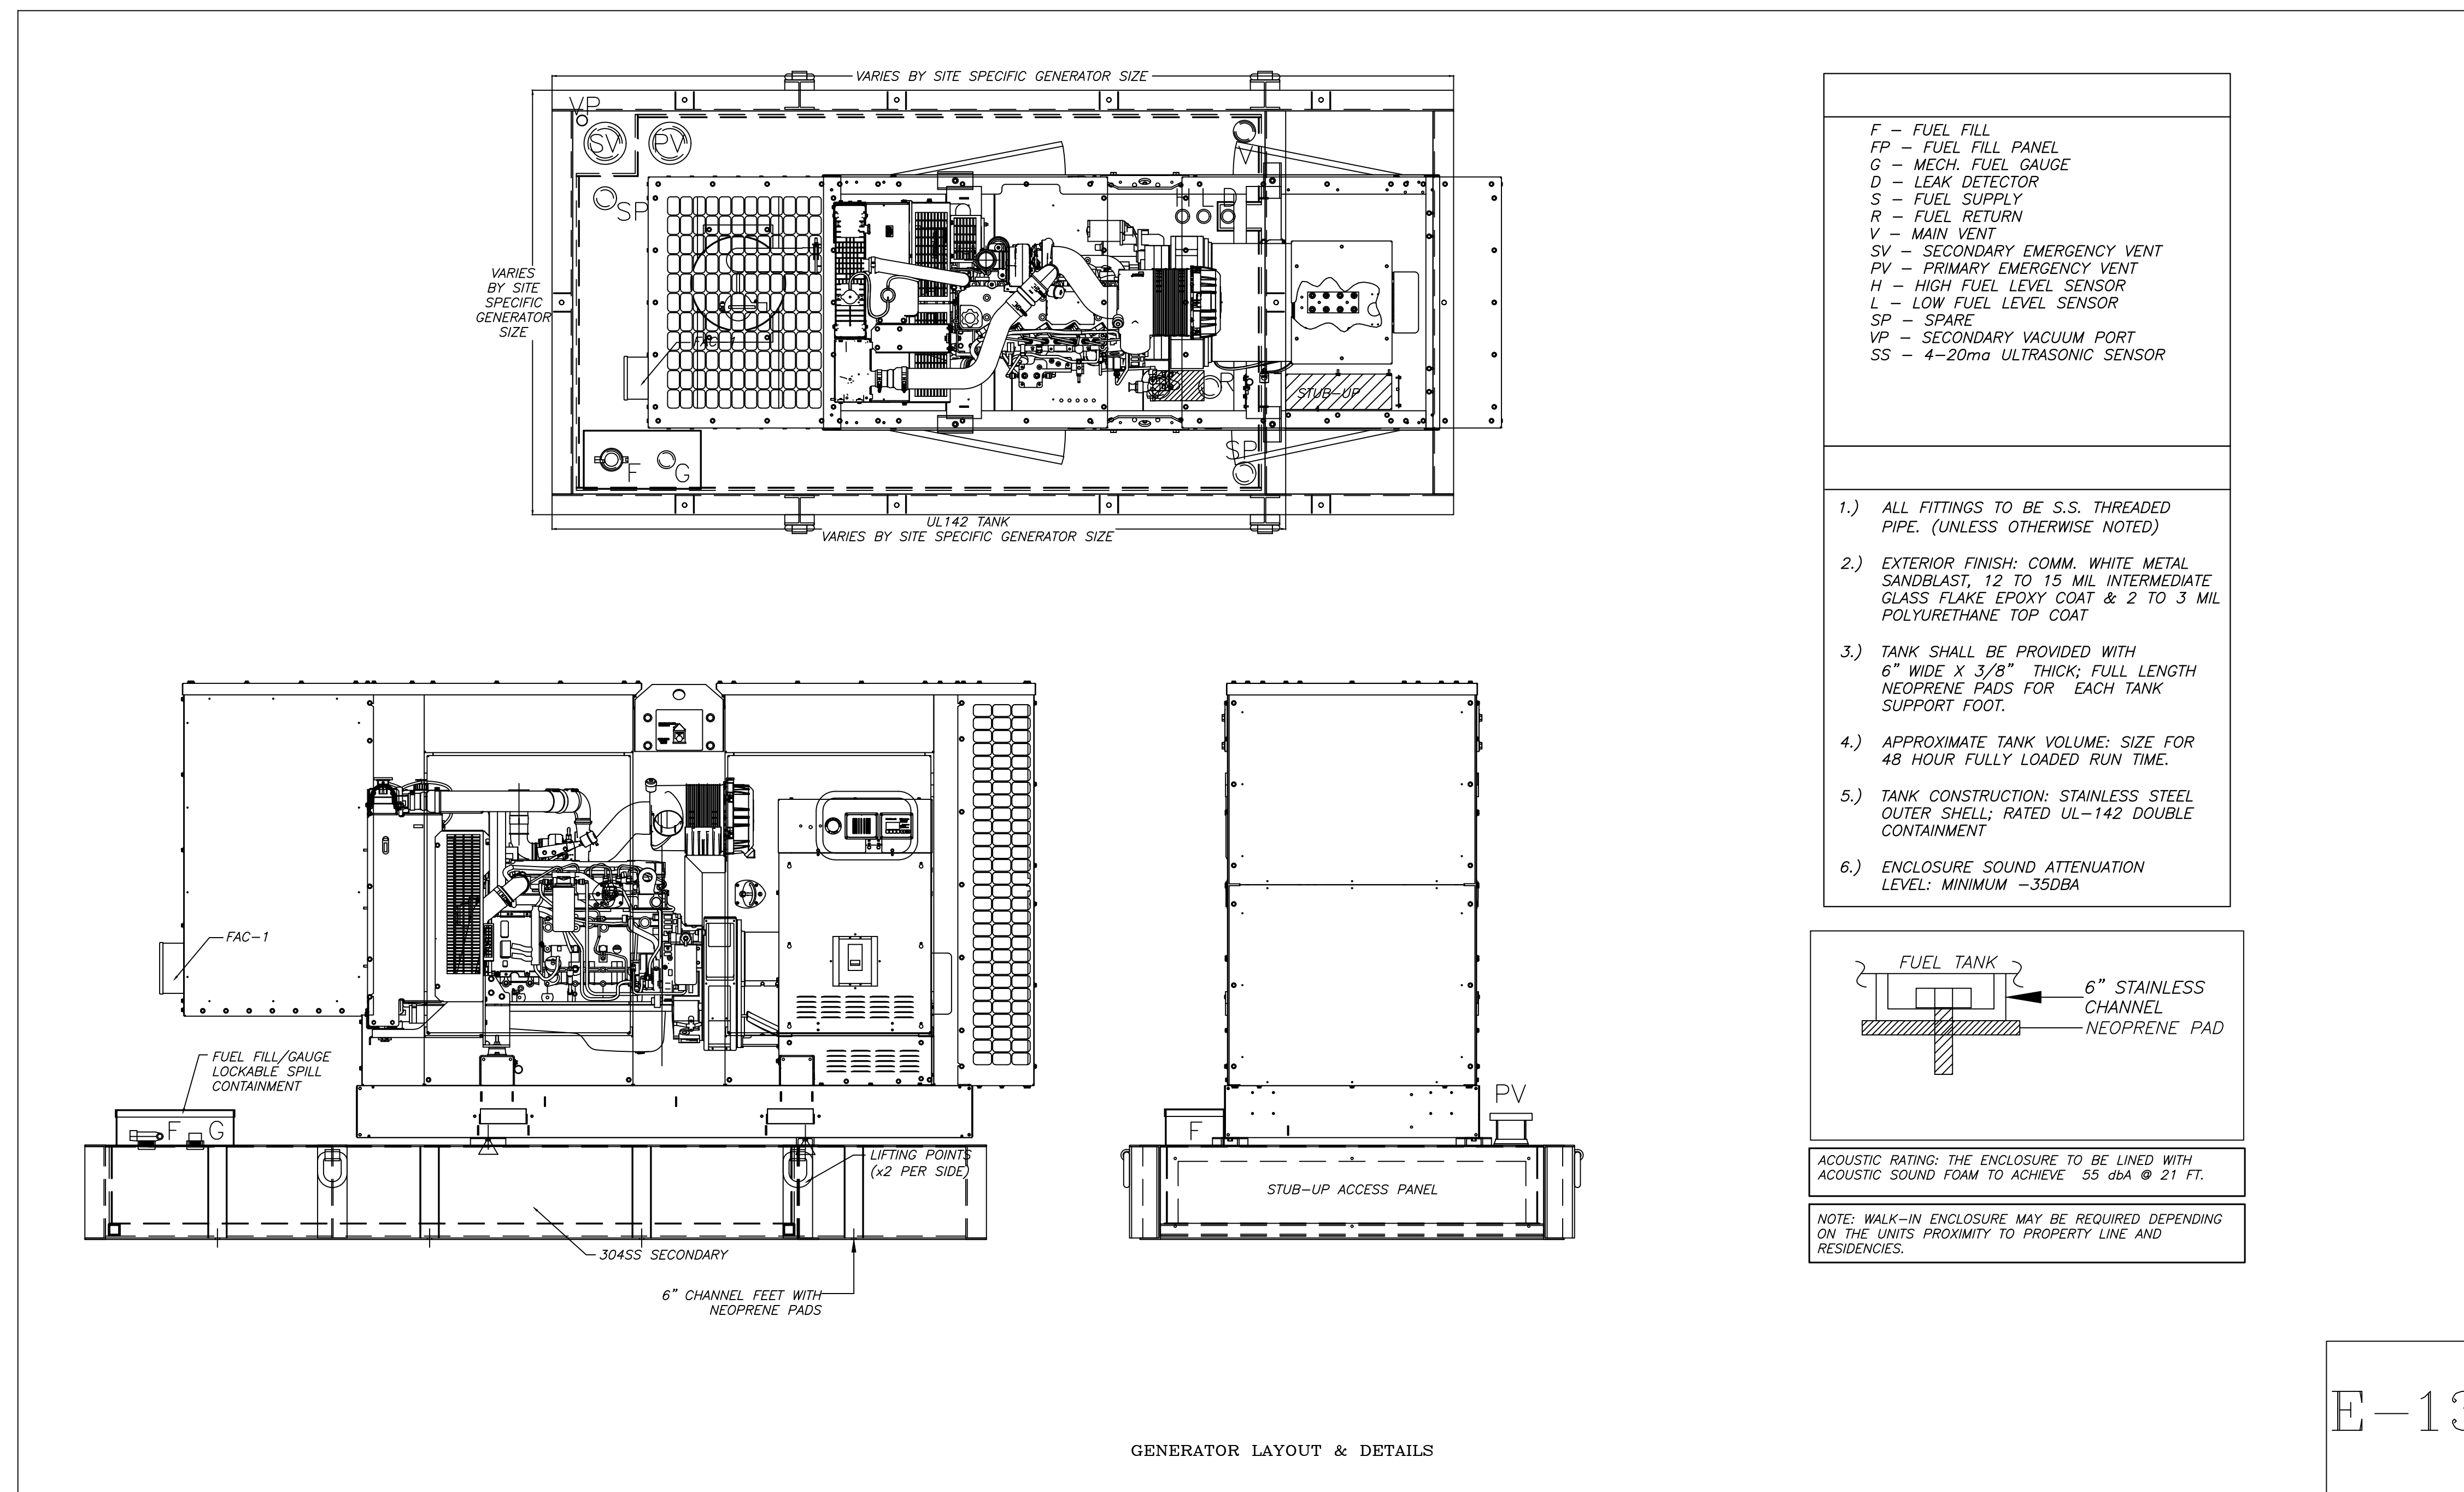 VARIES BY SITE SPECIFIC GENERATOR SIZE
VP
SV
PV
V
SP
H L D
VARIES
BY SITE
SPECIFIC
GENERATOR
SIZE
FAC-1
S
R
STUB-UP
F
G
SP
UL142 TANK
VARIES BY SITE SPECIFIC GENERATOR SIZE
F - FUEL FILL
FP - FUEL FILL PANEL
G - MECH. FUEL GAUGE
D - LEAK DETECTOR
S - FUEL SUPPLY
R - FUEL RETURN
V - MAIN VENT
SV - SECONDARY EMERGENCY VENT
PV - PRIMARY EMERGENCY VENT
H - HIGH FUEL LEVEL SENSOR
L - LOW FUEL LEVEL SENSOR
SP - SPARE
VP - SECONDARY VACUUM PORT
SS - 4-20ma ULTRASONIC SENSOR
1.) ALL FITTINGS TO BE S.S. THREADED
PIPE. (UNLESS OTHERWISE NOTED)
2.) EXTERIOR FINISH: COMM. WHITE METAL
SANDBLAST, 12 TO 15 MIL INTERMEDIATE
GLASS FLAKE EPOXY COAT & 2 TO 3 MIL
POLYURETHANE TOP COAT
3.) TANK SHALL BE PROVIDED WITH
6" WIDE X 3/8" THICK; FULL LENGTH
NEOPRENE PADS FOR EACH TANK
SUPPORT FOOT.
4.) APPROXIMATE TANK VOLUME: SIZE FOR
48 HOUR FULLY LOADED RUN TIME.
5.) TANK CONSTRUCTION: STAINLESS STEEL
OUTER SHELL; RATED UL-142 DOUBLE
CONTAINMENT
6.) ENCLOSURE SOUND ATTENUATION
LEVEL: MINIMUM -35DBA
FUEL TANK
6" STAINLESS
CHANNEL
NEOPRENE PAD
ACOUSTIC RATING: THE ENCLOSURE TO BE LINED WITH
ACOUSTIC SOUND FOAM TO ACHIEVE 55 dbA @ 21 FT.
NOTE: WALK-IN ENCLOSURE MAY BE REQUIRED DEPENDING
ON THE UNITS PROXIMITY TO PROPERTY LINE AND
RESIDENCIES.
FAC-1
FUEL FILL/GAUGE
LOCKABLE SPILL
CONTAINMENT
F
G
LIFTING POINTS
(x2 PER SIDE)
304SS SECONDARY
6" CHANNEL FEET WITH
NEOPRENE PADS
PV
F
STUB-UP ACCESS PANEL
GENERATOR LAYOUT & DETAILS
E-13